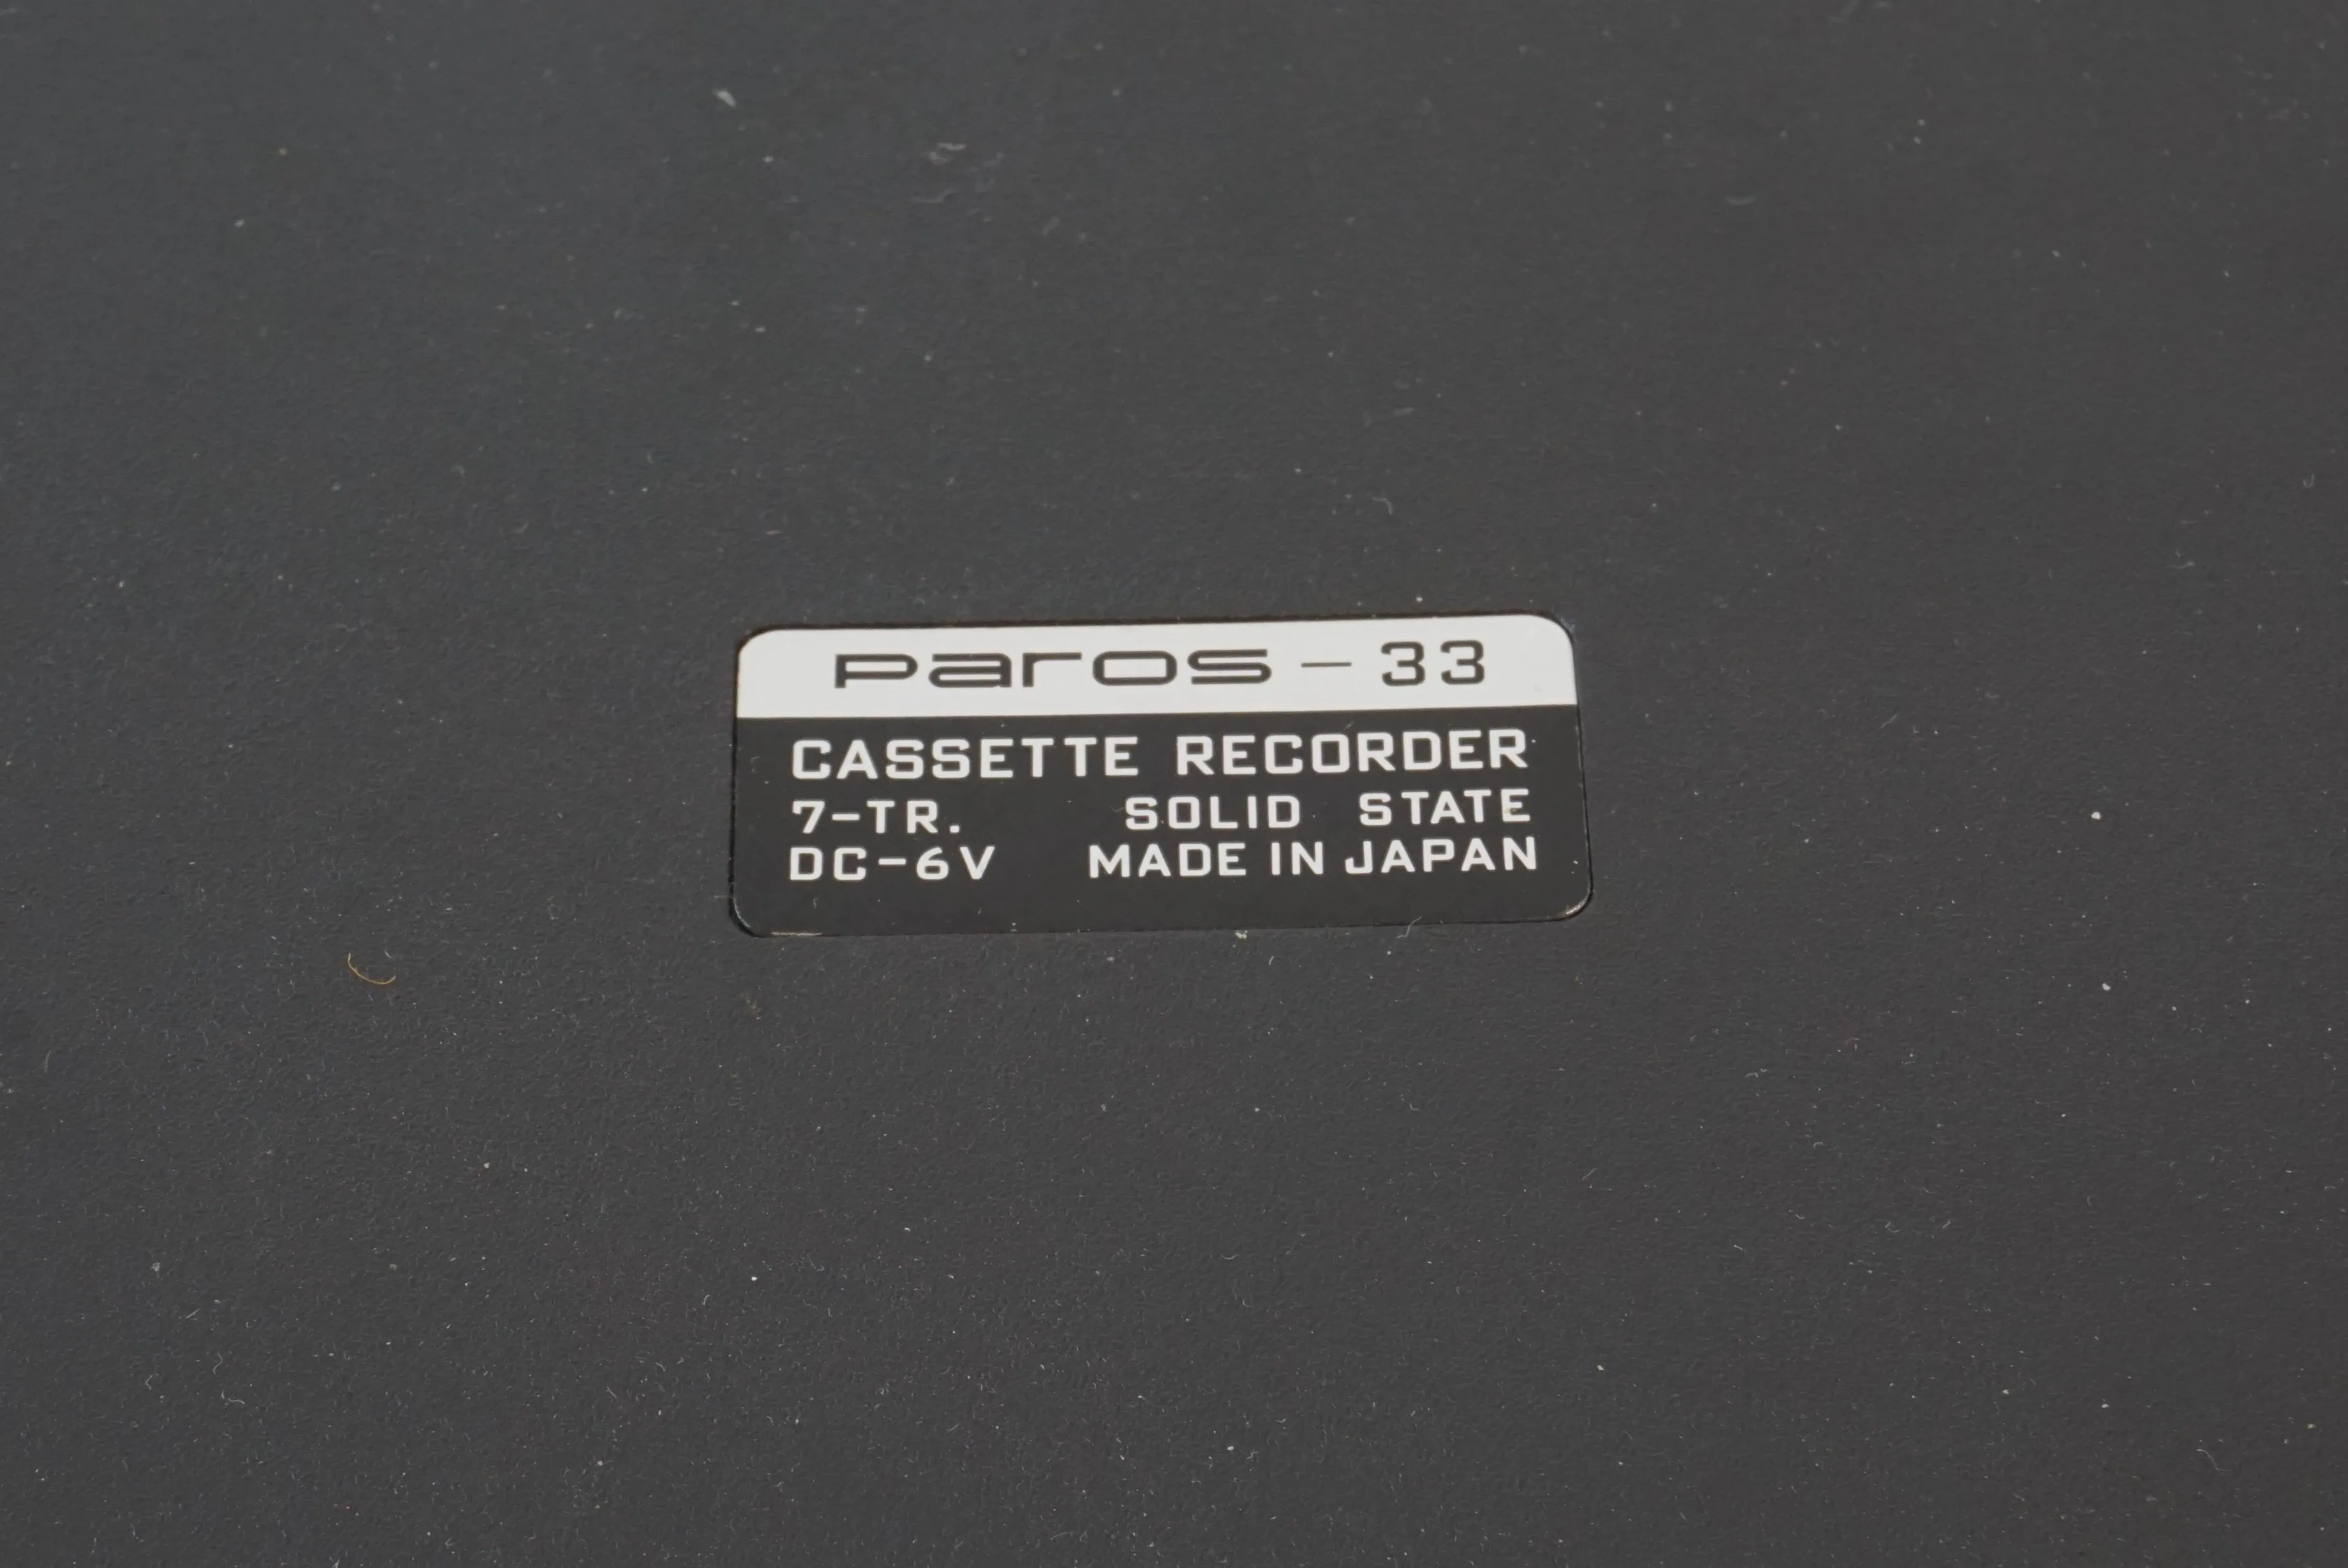 Paros - 33
CASSETTE RECORDER
7-TR. SOLID STATE
DC-6V MADE IN JAPAN